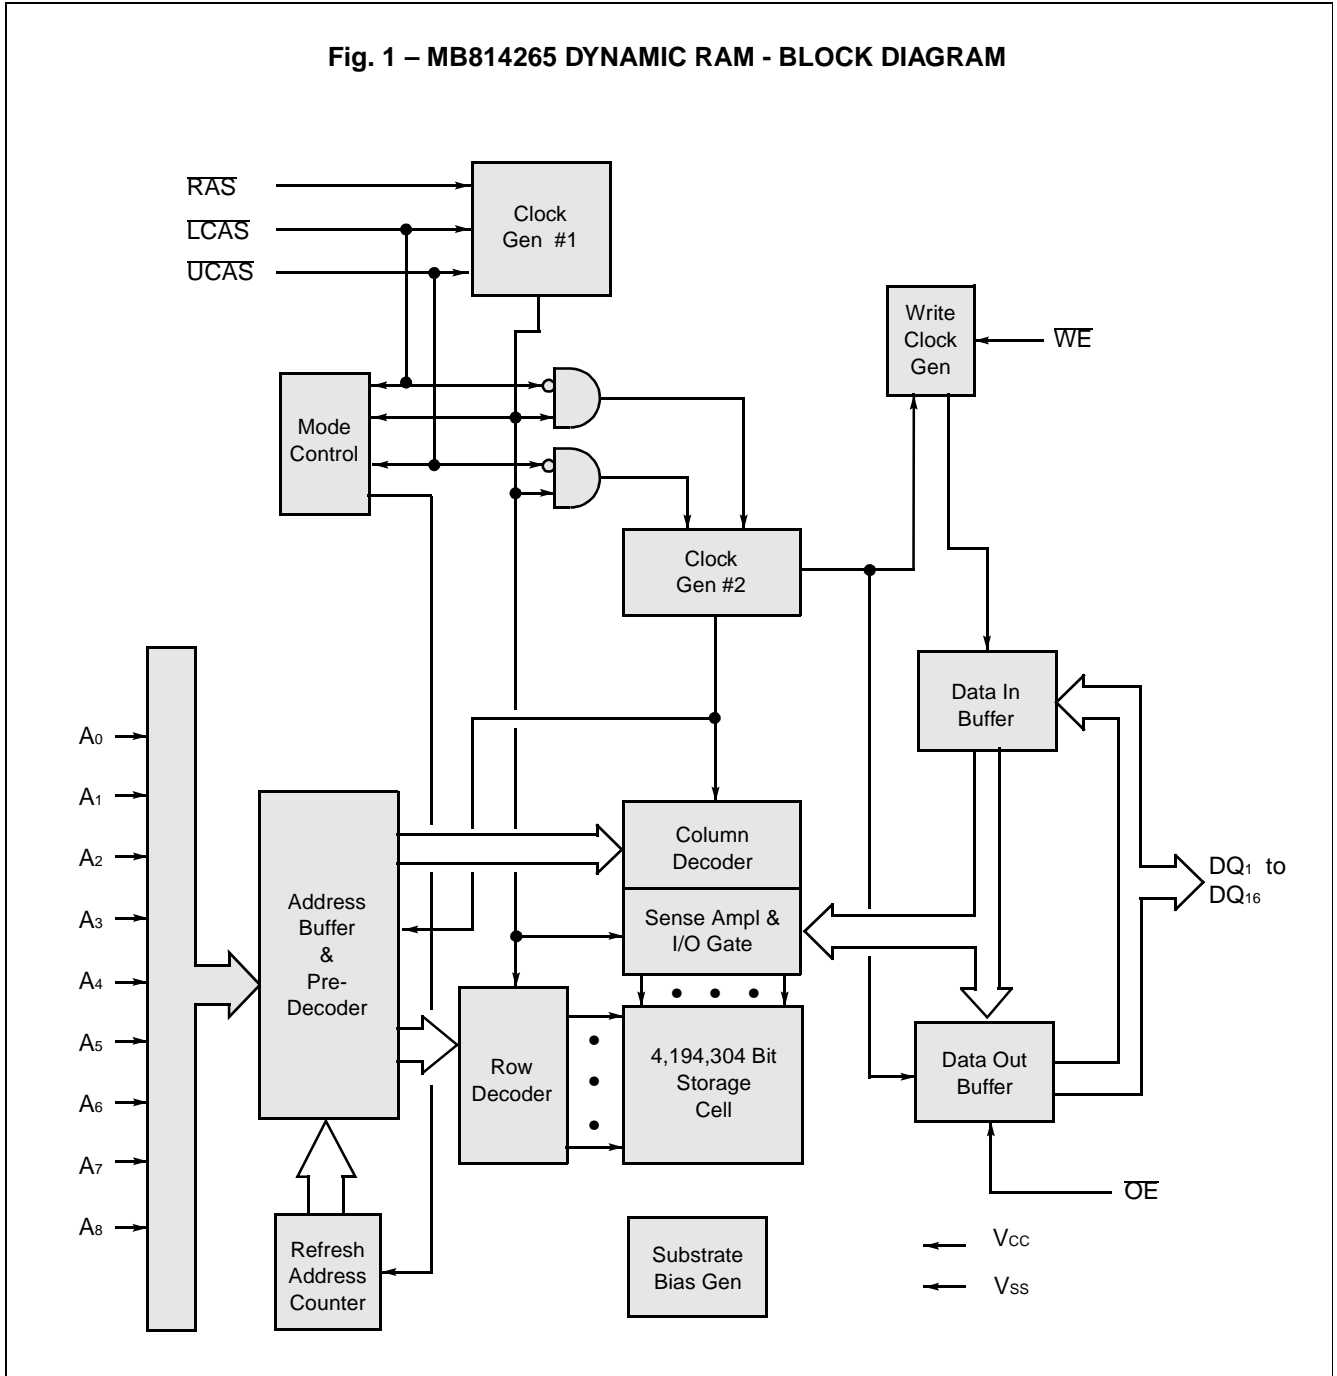 Fig. 1 – MB814265 DYNAMIC RAM - BLOCK DIAGRAM
RAS
LCAS
UCAS
Clock
Gen #1
Write
Clock
Gen
WE
Mode
Control
Clock
Gen #2
Data In
Buffer
A0
A1
A2
A3
A4
A5
A6
A7
A8
Address
Buffer
&
Pre-
Decoder
Column
Decoder
Sense Ampl &
I/O Gate
DQ1 to
DQ16
Row
Decoder
4,194,304 Bit
Storage
Cell
Data Out
Buffer
OE
Refresh
Address
Counter
Substrate
Bias Gen
VCC
VSS